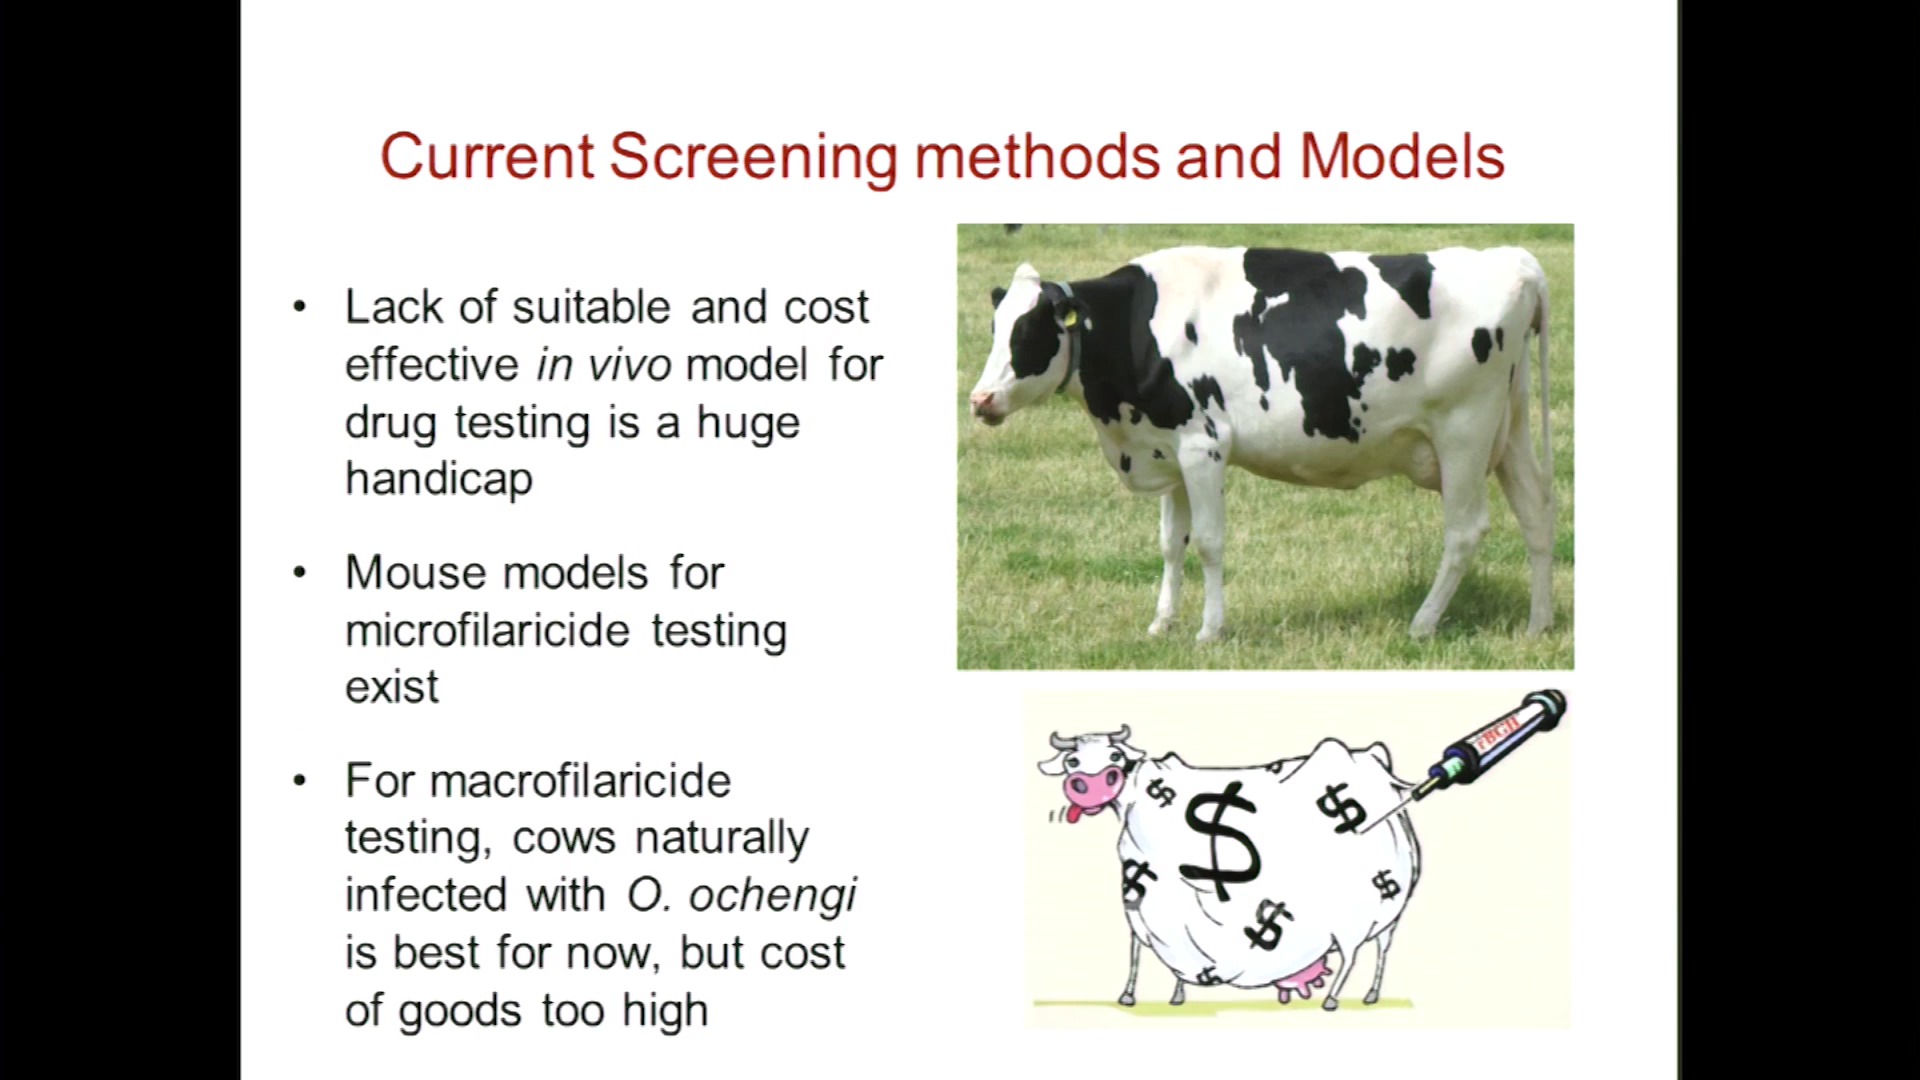 Current Screening methods and Models
• Lack of suitable and cost
effective in vivo model for
drug testing is a huge
handicap
• Mouse models for
microfilaricide testing
exist
• For macrofilaricide
testing, cows naturally
infected with O. ochengi
is best for now, but cost
of goods too high
$ $ $ $ $ $ $
rBGH